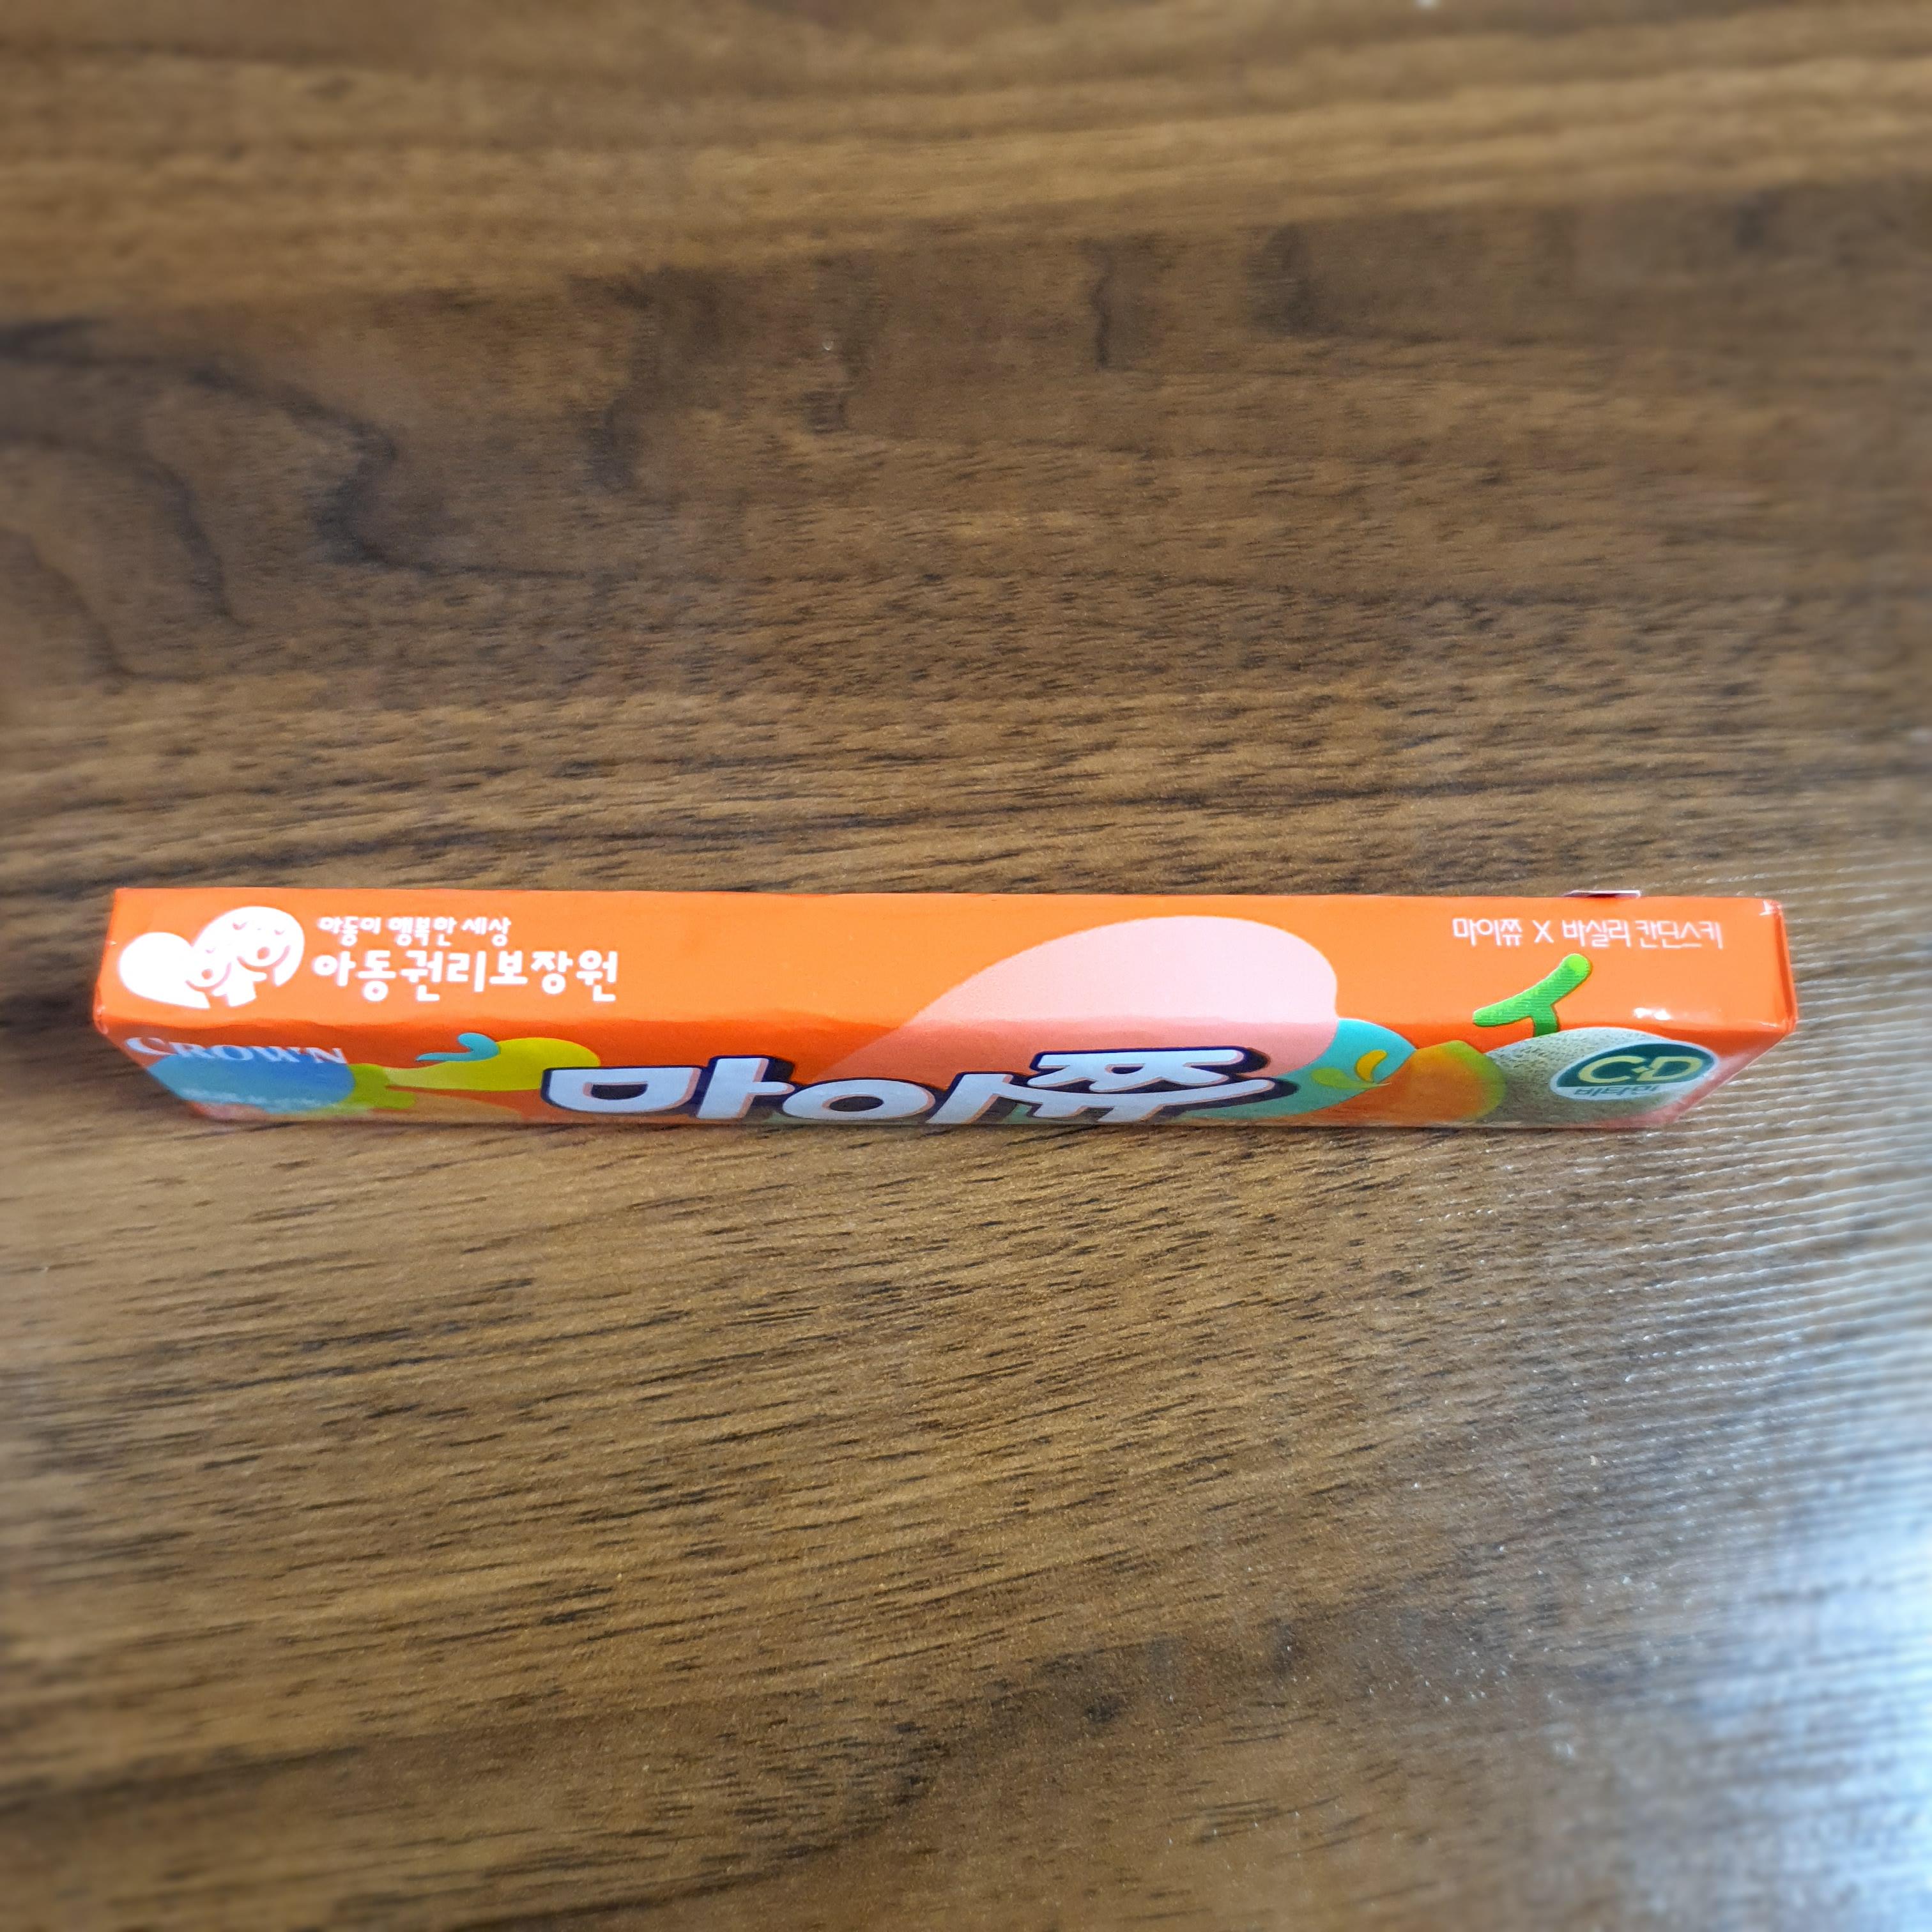 아동이 행복한 세상
아동권리보장원
마이쮸 X 바실리 칸딘스키
CROWN
마이쮸
C+D
비타민